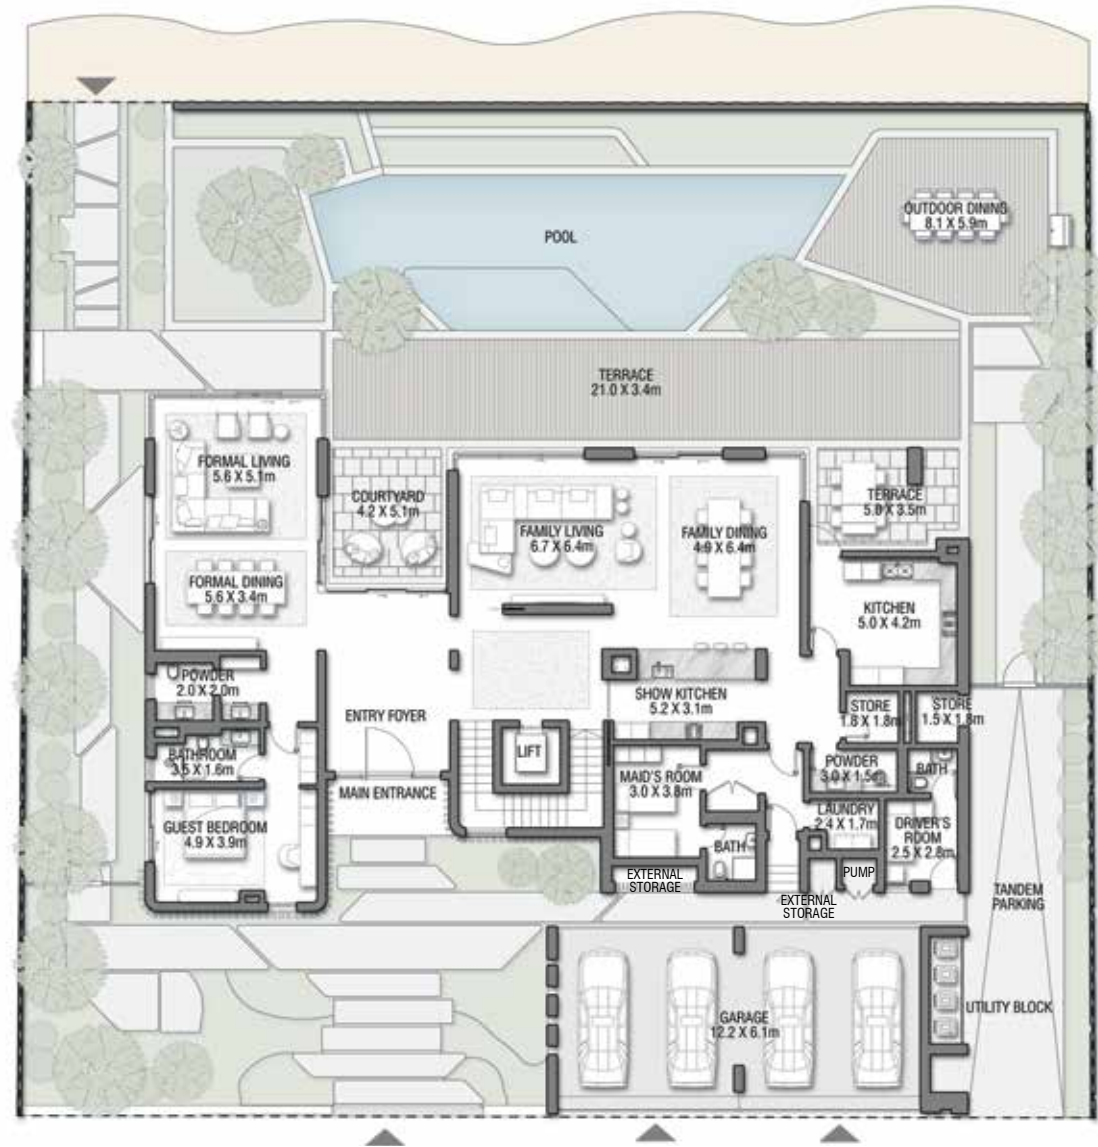 OUTDOOR DINING
8.1 X 5.9m
POOL
TERRACE
21.0 X 3.4m
FORMAL LIVING
5.6 X 5.1m
COURTYARD
4.2 X 5.1m
FAMILY LIVING
6.7 X 6.4m
FAMILY DINING
4.9 X 6.4m
TERRACE
5.0 X 3.5m
FORMAL DINING
5.6 X 3.4m
KITCHEN
5.0 X 4.2m
POWDER
2.0 X 2.0m
SHOW KITCHEN
5.2 X 3.1m
STORE
1.8 X 1.8m
STORE
1.5 X 1.8m
ENTRY FOYER
LIFT
BATHROOM
3.5 X 1.6m
MAID'S ROOM
3.0 X 3.8m
POWDER
3.0 X 1.5m
BATH
MAIN ENTRANCE
GUEST BEDROOM
4.9 X 3.9m
LAUNDRY
2.4 X 1.7m
DRIVER'S
ROOM
2.5 X 2.8m
BATH
EXTERNAL
STORAGE
PUMP
EXTERNAL
STORAGE
TANDEM
PARKING
GARAGE
12.2 X 6.1m
UTILITY BLOCK